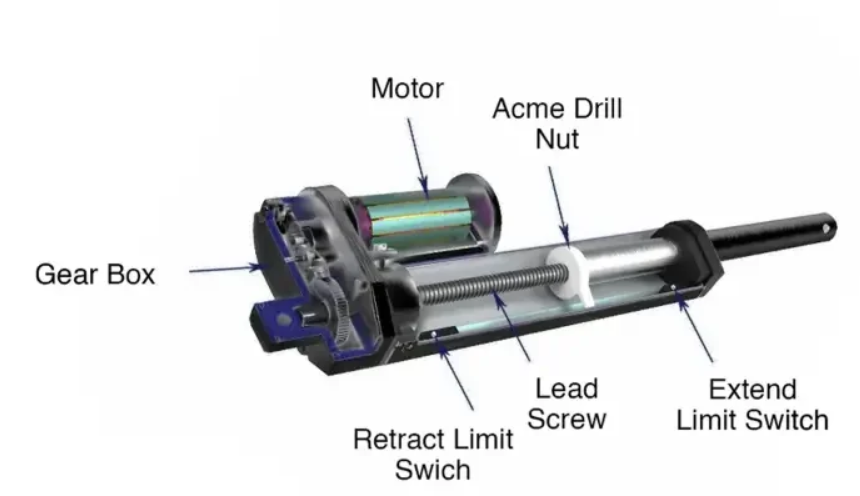 Motor
Acme Drill
Nut
Gear Box
Lead
Screw
Extend
Limit Switch
Retract Limit
Swich